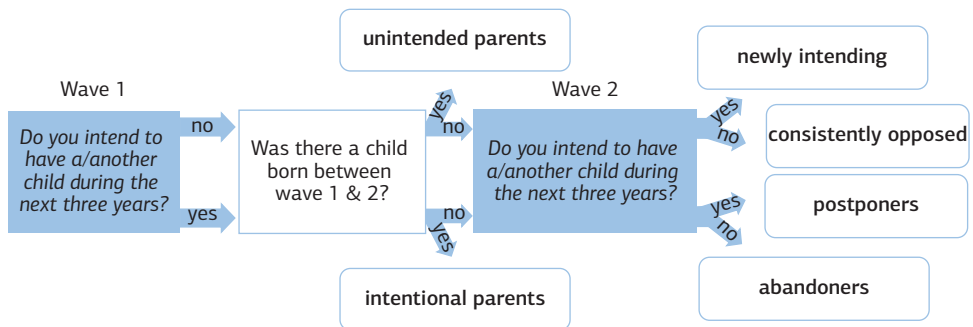 unintended parents
newly intending
Wave 1
Wave 2
Do you intend to
have a/another
child during the
next three years?
no
yes
Was there a child
born between
wave 1 & 2?
yes
no
no
yes
Do you intend to have
a/another child during
the next three years?
yes
no
consistently opposed
yes
no
postponers
intentional parents
abandoners